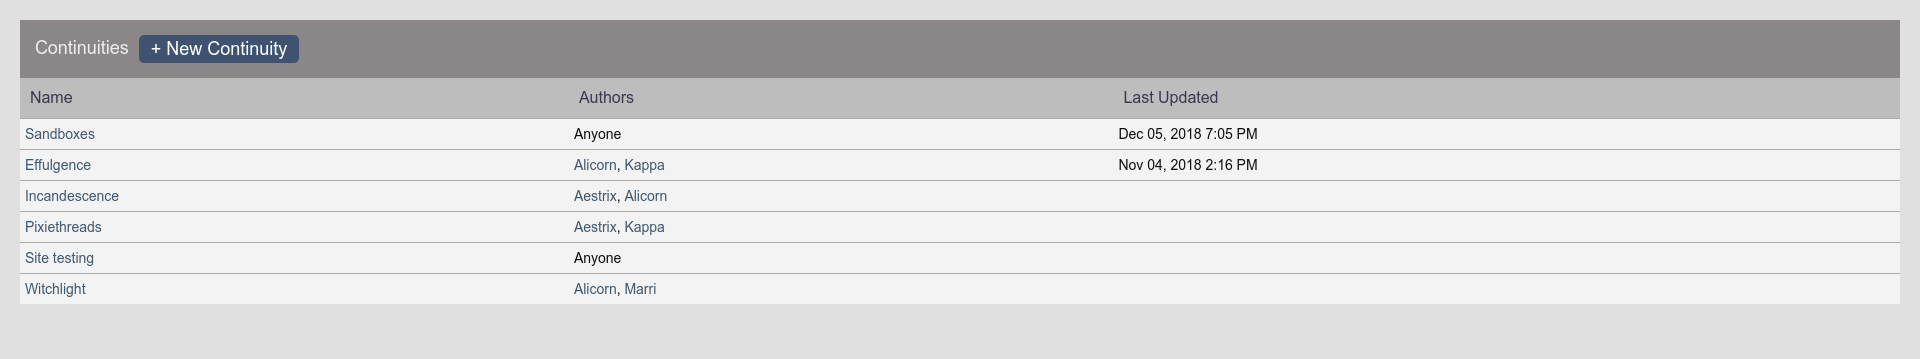 Continuities + New Continuity
Name Authors Last Updated
Sandboxes Anyone Dec 05, 2018 7:05 PM
Effulgence Alicorn, Kappa Nov 04, 2018 2:16 PM
Incandescence Aestrix, Alicorn
Pixiethreads Aestrix, Kappa
Site testing Anyone
Witchlight Alicorn, Marri